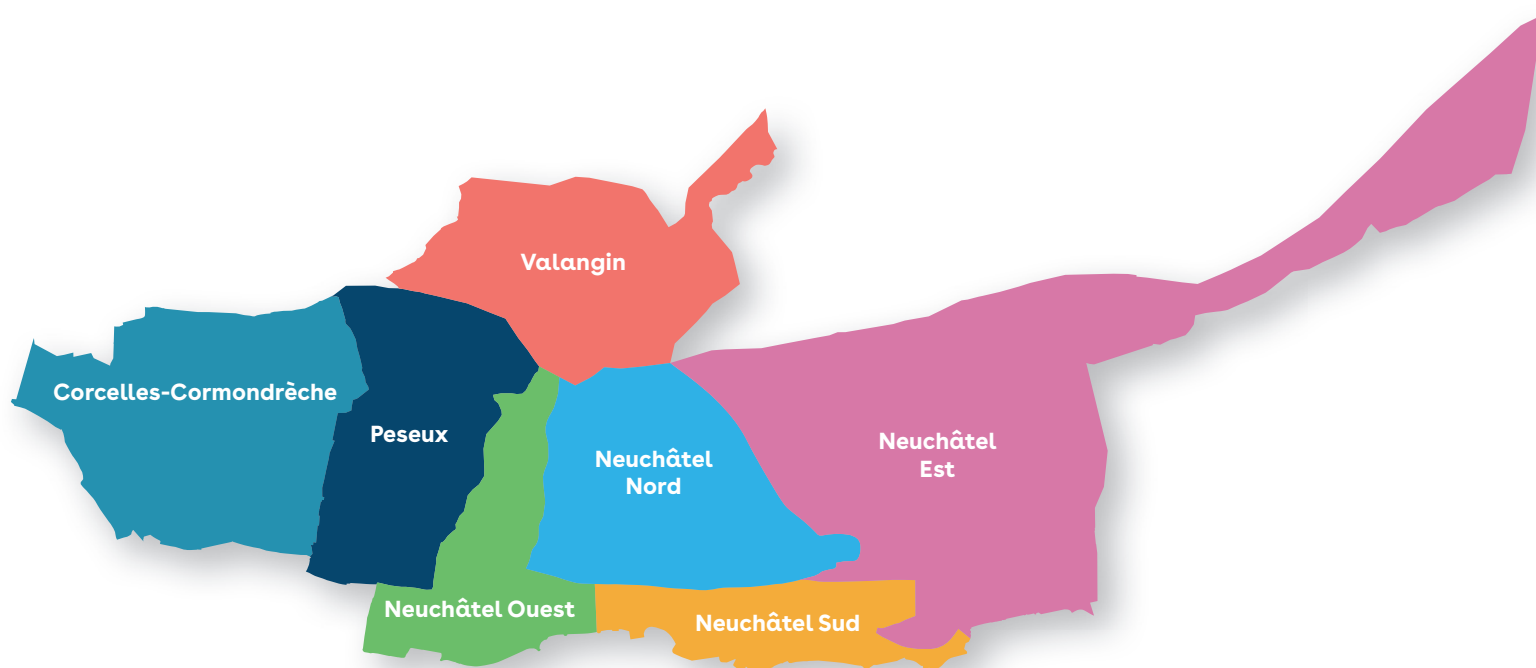 Valangin
Corcelles-Cormondrèche
Peseux
Neuchâtel
Nord
Neuchâtel
Est
Neuchâtel Ouest
Neuchâtel Sud